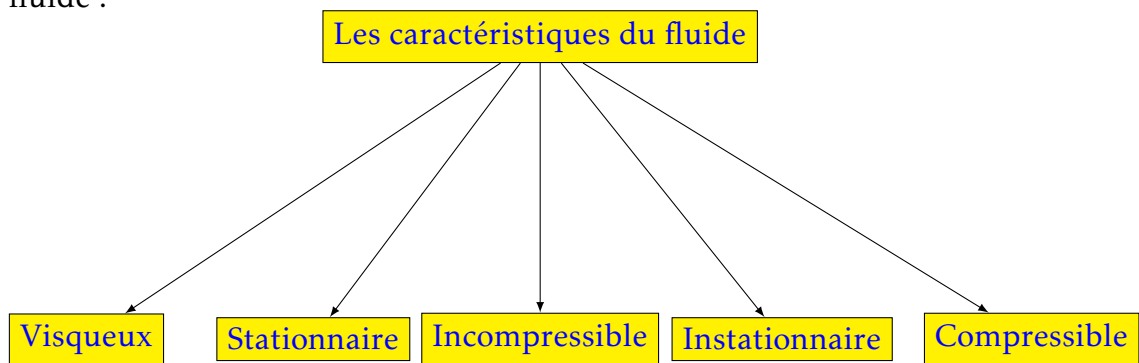 fluide :
Les caractéristiques du fluide
Visqueux
Stationnaire
Incompressible
Instationnaire
Compressible